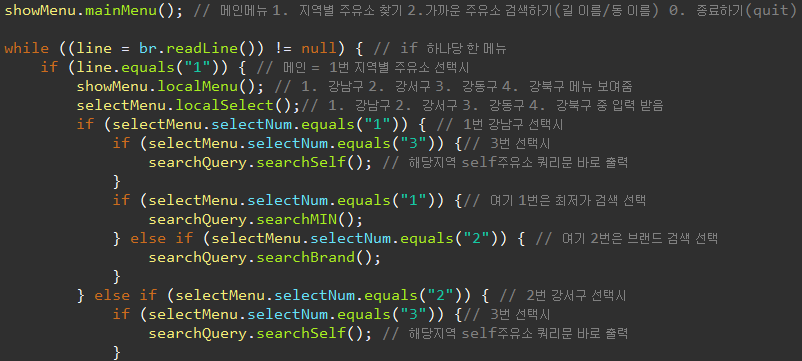 showMenu.mainMenu(); // 메인메뉴 1. 지역별 주유소 찾기 2.가까운 주유소 검색하기(길 이름/동 이름) 0. 종료하기(quit)
while ((line = br.readLine()) != null) { // if 하나당 한 메뉴
if (line.equals("1")) { // 메인 = 1번 지역별 주유소 선택시
showMenu.localMenu(); // 1. 강남구 2. 강서구 3. 강동구 4. 강북구 메뉴 보여줌
selectMenu.localSelect();// 1. 강남구 2. 강서구 3. 강동구 4. 강북구 중 입력 받음
if (selectMenu.selectNum.equals("1")) { // 1번 강남구 선택시
if (selectMenu.selectNum.equals("3")) {// 3번 선택시
searchQuery.searchSelf(); // 해당지역 self주유소 쿼리문 바로 출력
}
if (selectMenu.selectNum.equals("1")) {// 여기 1번은 최저가 검색 선택
searchQuery.searchMIN();
} else if (selectMenu.selectNum.equals("2")) { // 여기 2번은 브랜드 검색 선택
searchQuery.searchBrand();
}
} else if (selectMenu.selectNum.equals("2")) { // 2번 강서구 선택시
if (selectMenu.selectNum.equals("3")) {// 3번 선택시
searchQuery.searchSelf(); // 해당지역 self주유소 쿼리문 바로 출력
}